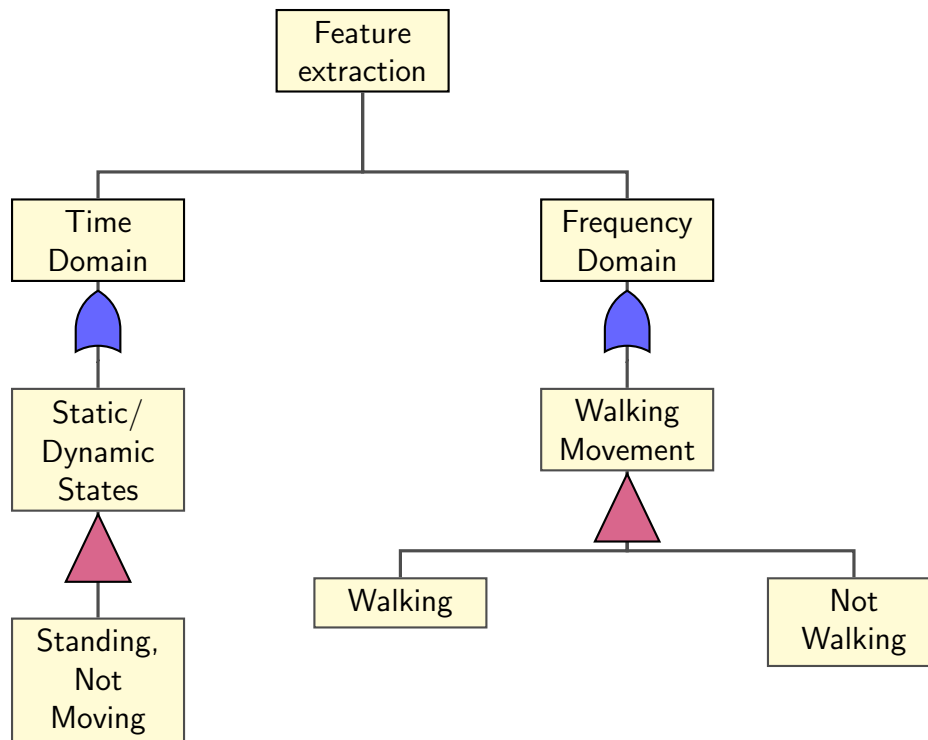 Feature
extraction
Time
Domain
Frequency
Domain
Static/
Dynamic
States
Walking
Movement
Walking
Not
Walking
Standing,
Not
Moving